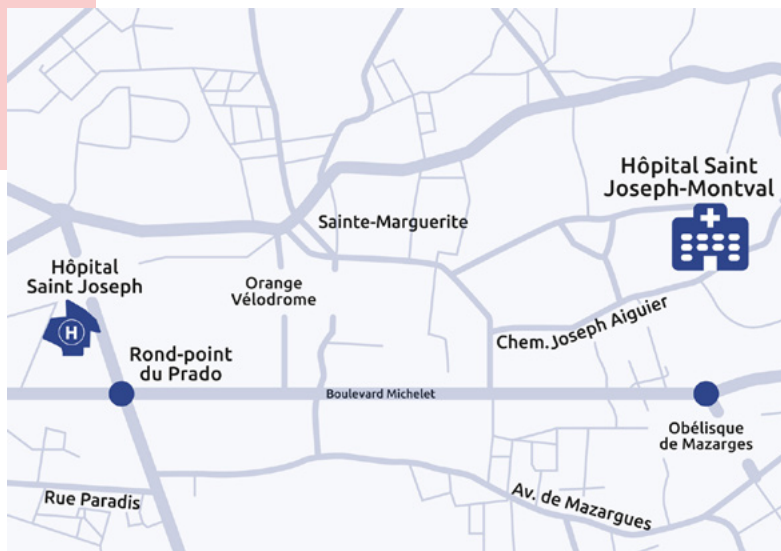 Hôpital Saint
Joseph-Montval
Sainte-Marguerite
Hôpital
Saint Joseph
Orange
Vélodrome
H
Chem. Joseph Aiguier
Rond-point
du Prado
Boulevard Michelet
Obélisque
de Mazarges
Rue Paradis
Av. de Mazargues